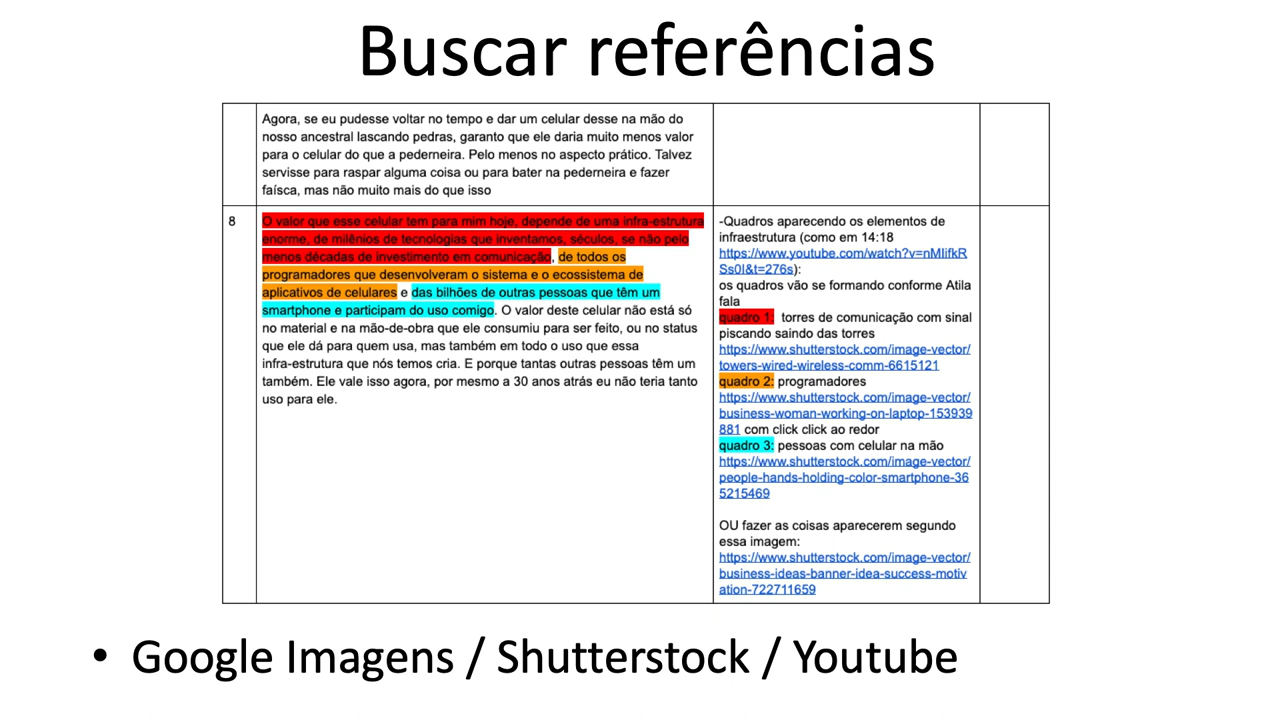 Buscar referências
Agora, se eu pudesse voltar no tempo e dar um celular desse na mão do
nosso ancestral lascando pedras, garanto que ele daria muito menos valor
para o celular do que a pederneira. Pelo menos no aspecto prático. Talvez
servisse para raspar alguma coisa ou para bater na pederneira e fazer
faísca, mas não muito mais do que isso
8
O valor que esse celular tem para mim hoje, depende de uma infra-estrutura
enorme, de milênios de tecnologias que inventamos, séculos, se não pelo
menos décadas de investimento em comunicação, de todos os
programadores que desenvolveram o sistema e o ecossistema de
aplicativos de celulares e das bilhões de outras pessoas que têm um
smartphone e participam do uso comigo. O valor deste celular não está só
no material e na mão-de-obra que ele consumiu para ser feito, ou no status
que ele dá para quem usa, mas também em todo o uso que essa
infra-estrutura que nós temos cria. E porque tantas outras pessoas têm um
também. Ele vale isso agora, por mesmo a 30 anos atrás eu não teria tanto
uso para ele.
-Quadros aparecendo os elementos de
infraestrutura (como em 14:18
https://www.youtube.com/watch?v=nMIifkR
Ss0I&t=276s):
os quadros vão se formando conforme Atila
fala
quadro 1: torres de comunicação com sinal
piscando saindo das torres
https://www.shutterstock.com/image-vector/
towers-wired-wireless-comm-6615121
quadro 2: programadores
https://www.shutterstock.com/image-vector/
business-woman-working-on-laptop-153939
881 com click click ao redor
quadro 3: pessoas com celular na mão
https://www.shutterstock.com/image-vector/
people-hands-holding-color-smartphone-36
5215469
OU fazer as coisas aparecerem segundo
essa imagem:
https://www.shutterstock.com/image-vector/
business-ideas-banner-idea-success-motiv
ation-722711659
• Google Imagens / Shutterstock / Youtube